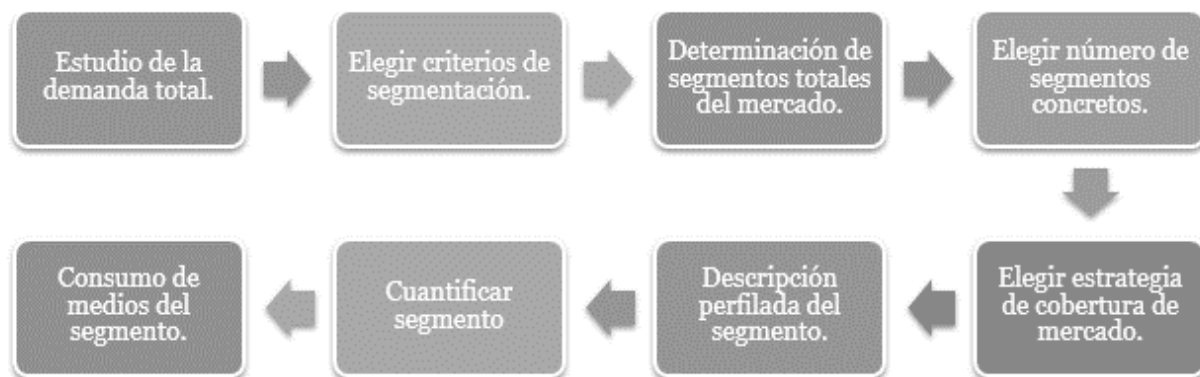 Estudio de la
demanda total.
Elegir criterios de
segmentación.
Determinación de
segmentos totales
del mercado.
Elegir número de
segmentos
concretos.
Elegir estrategia
de cobertura de
mercado.
Descripción
perfilada del
segmento.
Cuantificar
segmento
Consumo de
medios del
segmento.